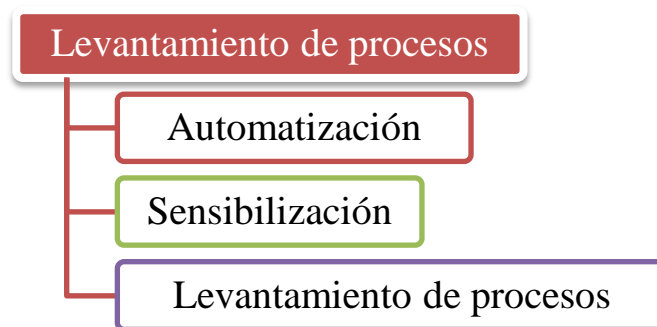 Levantamiento de procesos
Automatización
Sensibilización
Levantamiento de procesos